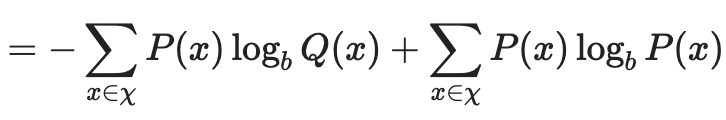 = − ∑_{x∈χ} P(x) log_b Q(x) + ∑_{x∈χ} P(x) log_b P(x)